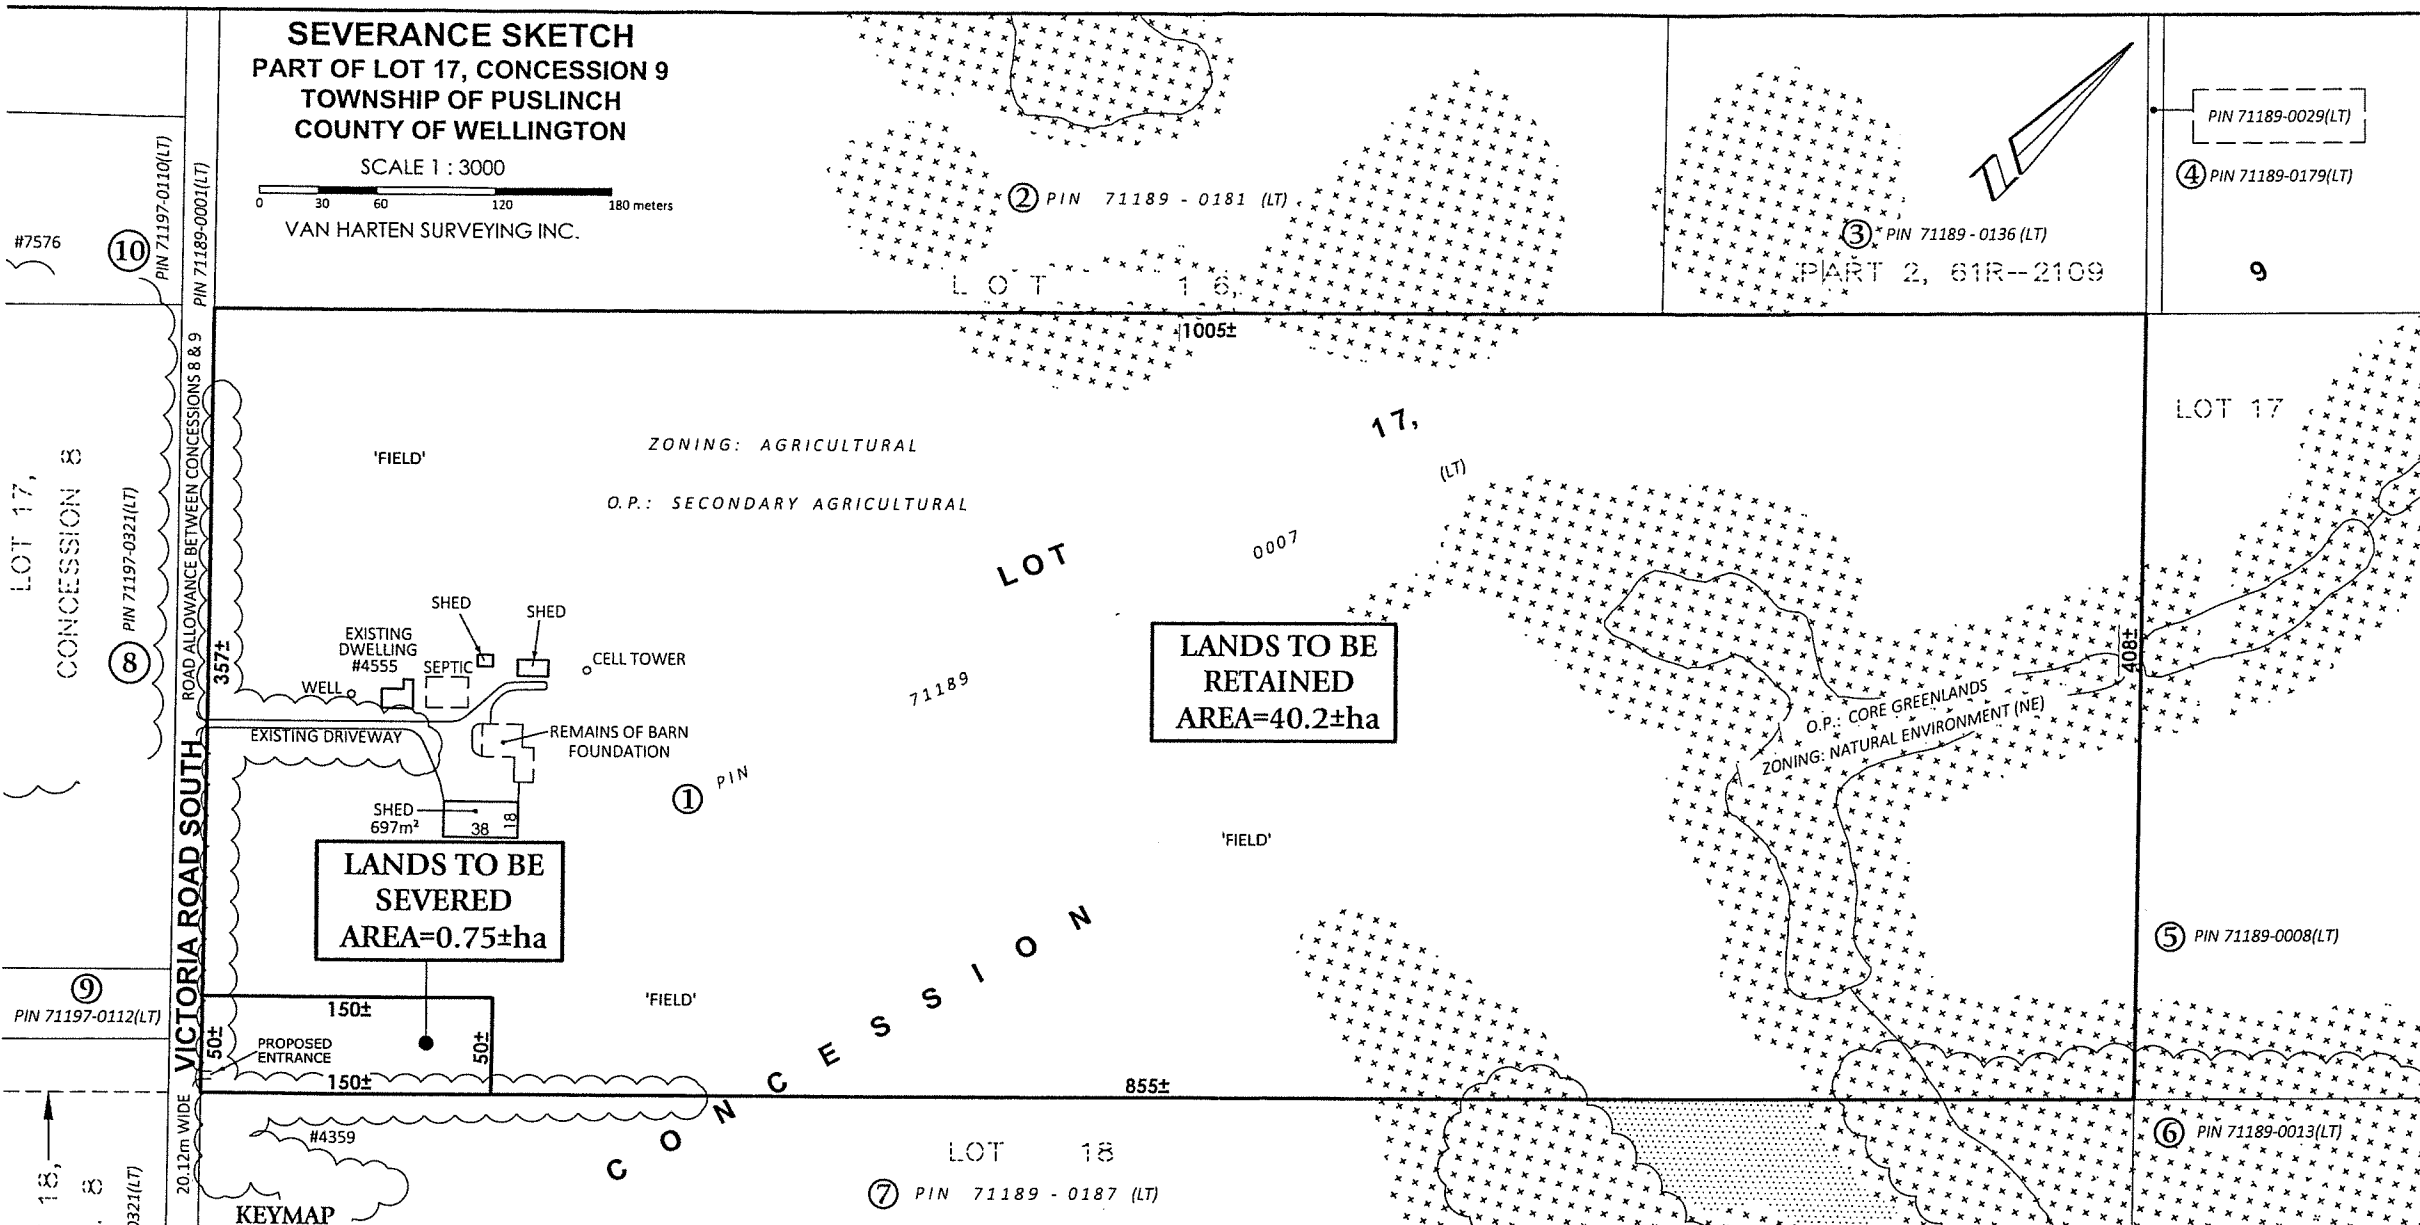 SEVERANCE SKETCH
PART OF LOT 17, CONCESSION 9
TOWNSHIP OF PUSLINCH
COUNTY OF WELLINGTON
SCALE 1 : 3000
0 30 60 120 180 meters
VAN HARTEN SURVEYING INC.
#7576
10
PIN 71197-0110(LT)
PIN 71189-0001(LT)
2 PIN 71189 - 0181 (LT)
LOT 16,
3 PIN 71189 - 0136 (LT)
PART 2, 61R--2109
PIN 71189-0029(LT)
4 PIN 71189-0179(LT)
9
1005±
LOT 17,
CONCESSION 8
PIN 71197-0321(LT)
8
ROAD ALLOWANCE BETWEEN CONCESSIONS 8 & 9
357±
'FIELD'
ZONING: AGRICULTURAL
O.P.: SECONDARY AGRICULTURAL
17,
(LT)
LOT
0007
71189
1 PIN
LOT 17
SHED
SHED
EXISTING
DWELLING
#4555
SEPTIC
CELL TOWER
WELL
EXISTING DRIVEWAY
REMAINS OF BARN
FOUNDATION
SHED
697m²
38
18
LANDS TO BE
RETAINED
AREA=40.2±ha
408±
O.P.: CORE GREENLANDS
ZONING: NATURAL ENVIRONMENT (NE)
'FIELD'
LANDS TO BE
SEVERED
AREA=0.75±ha
VICTORIA ROAD SOUTH
9
PIN 71197-0112(LT)
5 PIN 71189-0008(LT)
'FIELD'
CONCESSION
150±
50±
50±
PROPOSED
ENTRANCE
150±
855±
20.12m WIDE
18,
8
0321(LT)
#4359
LOT 18
7 PIN 71189 - 0187 (LT)
6 PIN 71189-0013(LT)
KEYMAP